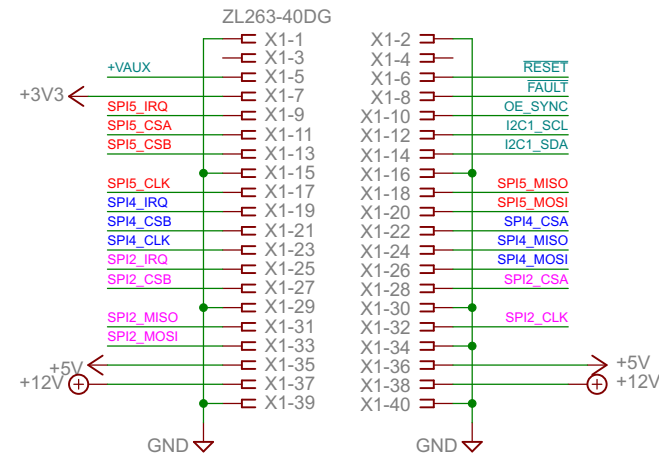 ZL263-40DG
X1-1 X1-2
X1-3 X1-4
+VAUX X1-5 X1-6 RESET
+3V3 X1-7 X1-8 FAULT
SPI5_IRQ X1-9 X1-10 OE_SYNC
SPI5_CSA X1-11 X1-12 I2C1_SCL
SPI5_CSB X1-13 X1-14 I2C1_SDA
X1-15 X1-16
SPI5_CLK X1-17 X1-18 SPI5_MISO
SPI4_IRQ X1-19 X1-20 SPI5_MOSI
SPI4_CSB X1-21 X1-22 SPI4_CSA
SPI4_CLK X1-23 X1-24 SPI4_MISO
SPI2_IRQ X1-25 X1-26 SPI4_MOSI
SPI2_CSB X1-27 X1-28 SPI2_CSA
X1-29 X1-30
SPI2_MISO X1-31 X1-32 SPI2_CLK
SPI2_MOSI X1-33 X1-34
+5V X1-35 X1-36 +5V
+12V X1-37 X1-38 +12V
X1-39 X1-40
GND GND